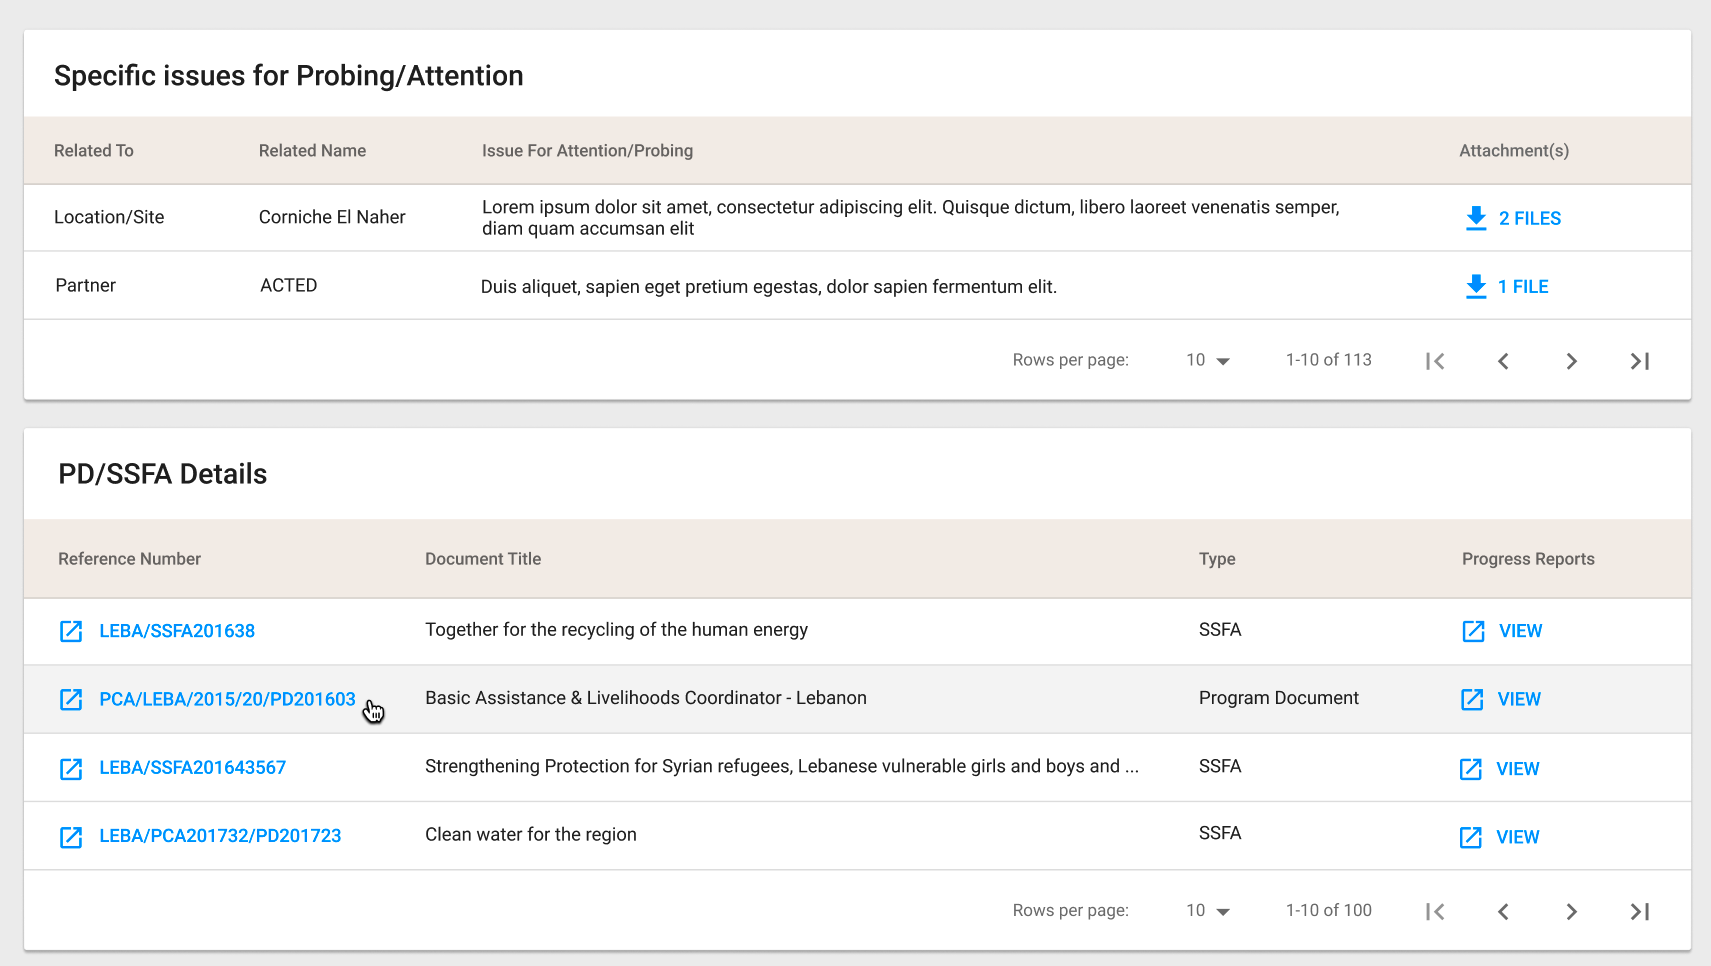 Specific issues for Probing/Attention
Related To Related Name Issue For Attention/Probing Attachment(s)
Location/Site Corniche El Naher Lorem ipsum dolor sit amet, consectetur adipiscing elit. Quisque dictum, libero laoreet venenatis semper,
diam quam accumsan elit 2 FILES
Partner ACTED Duis aliquet, sapien eget pretium egestas, dolor sapien fermentum elit. 1 FILE
Rows per page: 10 1-10 of 113
PD/SSFA Details
Reference Number Document Title Type Progress Reports
LEBA/SSFA201638 Together for the recycling of the human energy SSFA VIEW
PCA/LEBA/2015/20/PD201603 Basic Assistance & Livelihoods Coordinator - Lebanon Program Document VIEW
LEBA/SSFA201643567 Strengthening Protection for Syrian refugees, Lebanese vulnerable girls and boys and ... SSFA VIEW
LEBA/PCA201732/PD201723 Clean water for the region SSFA VIEW
Rows per page: 10 1-10 of 100